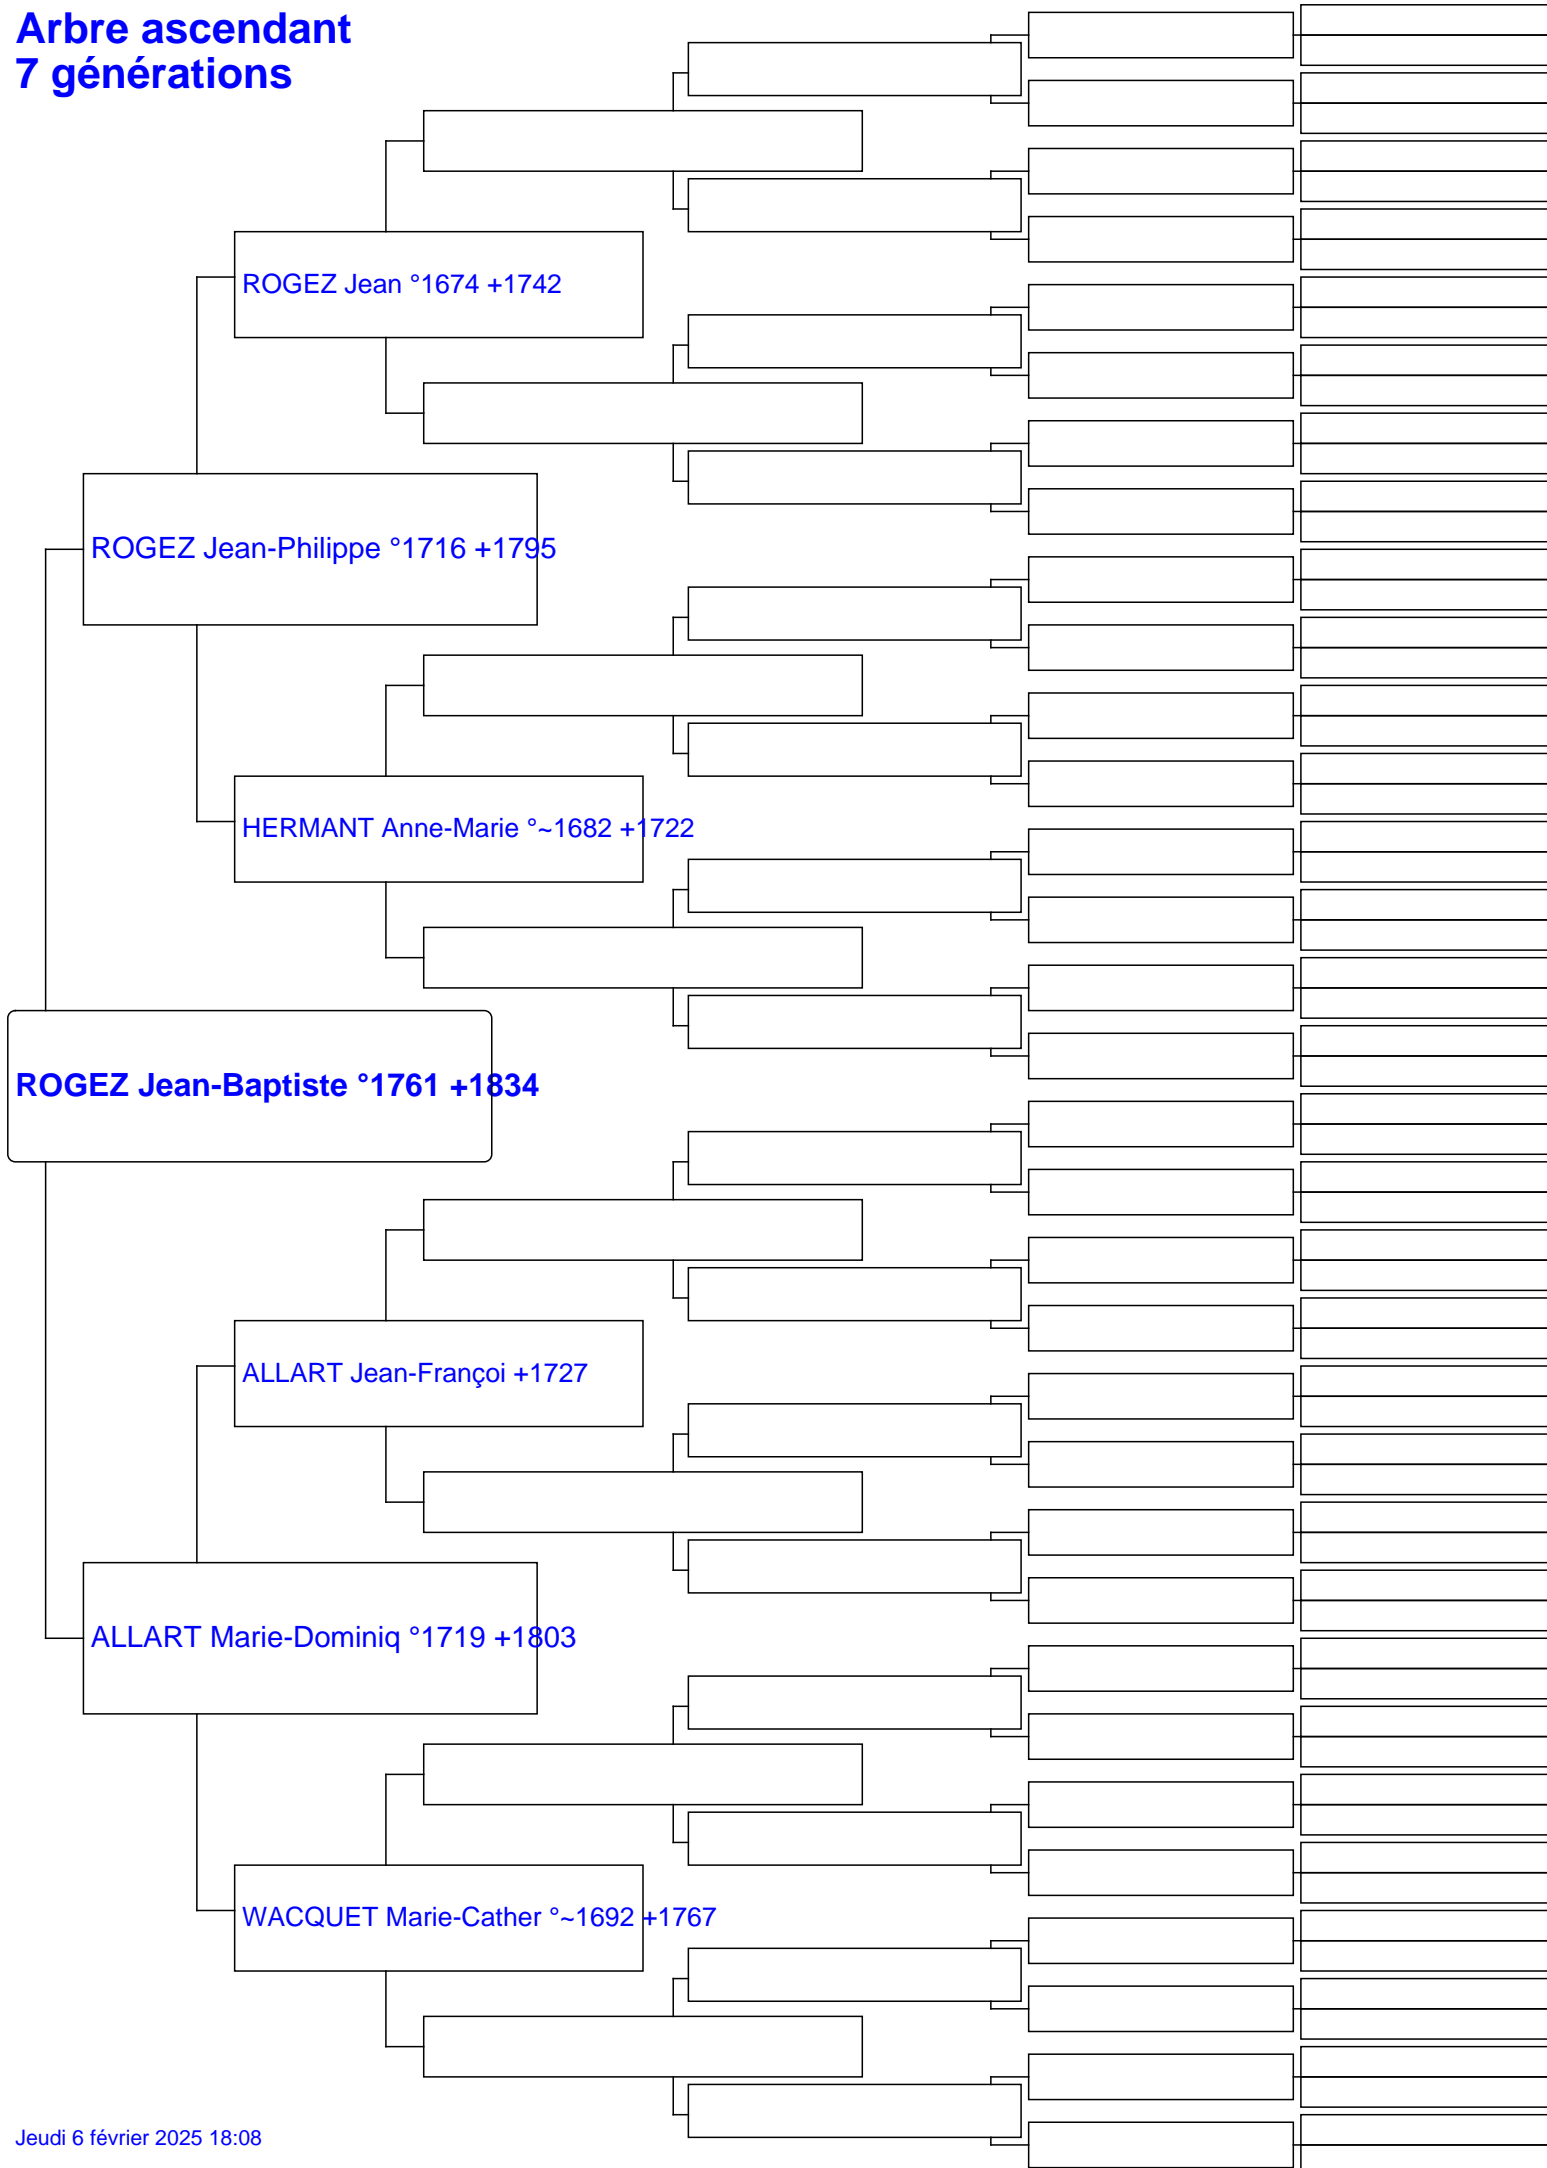 Arbre ascendant
7 générations
ROGEZ Jean °1674 +1742
ROGEZ Jean-Philippe °1716 +1795
HERMANT Anne-Marie °~1682 +1722
ROGEZ Jean-Baptiste °1761 +1834
ALLART Jean-Françoi +1727
ALLART Marie-Dominiq °1719 +1803
WACQUET Marie-Cather °~1692 +1767
Jeudi 6 février 2025 18:08